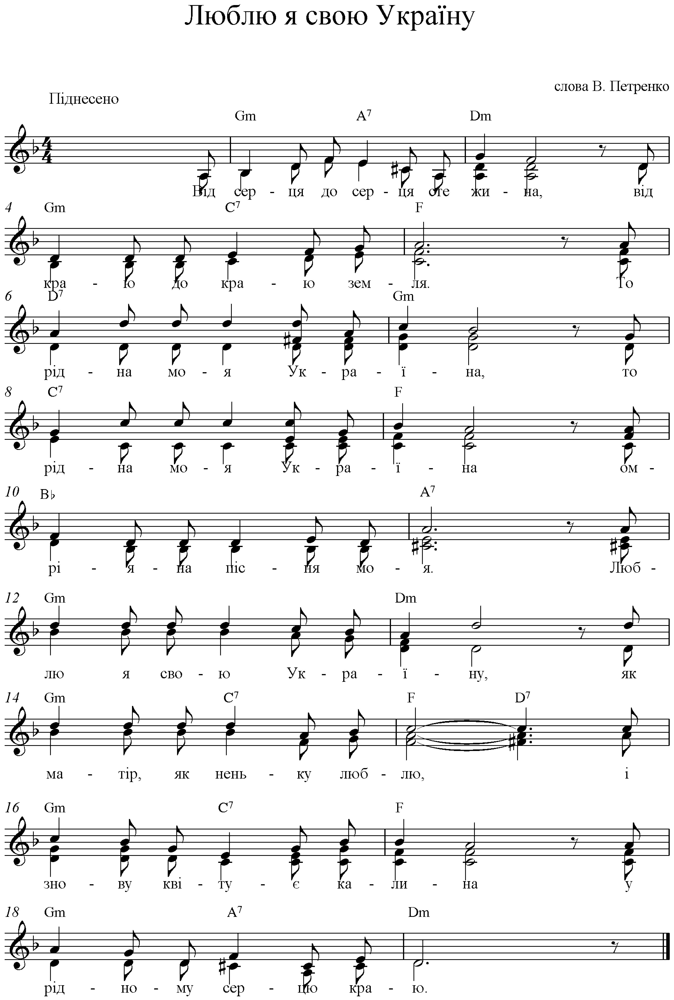 Люблю я свою Україну
слова В. Петренко
Піднесено
Gm A7 Dm
4
4
Від сер - ця до сер - ця сте жи - на, від
4 Gm C7 F
кра - ю до кра - ю зем - ля. То
6 D7 Gm
рід - на мо - я Ук - ра - ї - на, то
8 C7 F
рід - на мо - я Ук - ра - ї - на ом -
10 B♭ A7
рі - я - на піс - ня мо - я. Люб -
12 Gm Dm
лю я сво - ю Ук - ра - ї - ну, як
14 Gm C7 F D7
ма - тір, як нень - ку люб - лю, і
16 Gm C7 F
зно - ву кві - ту - є ка - ли - на у
18 Gm A7 Dm
рід - но - му сер - цю кра - ю.